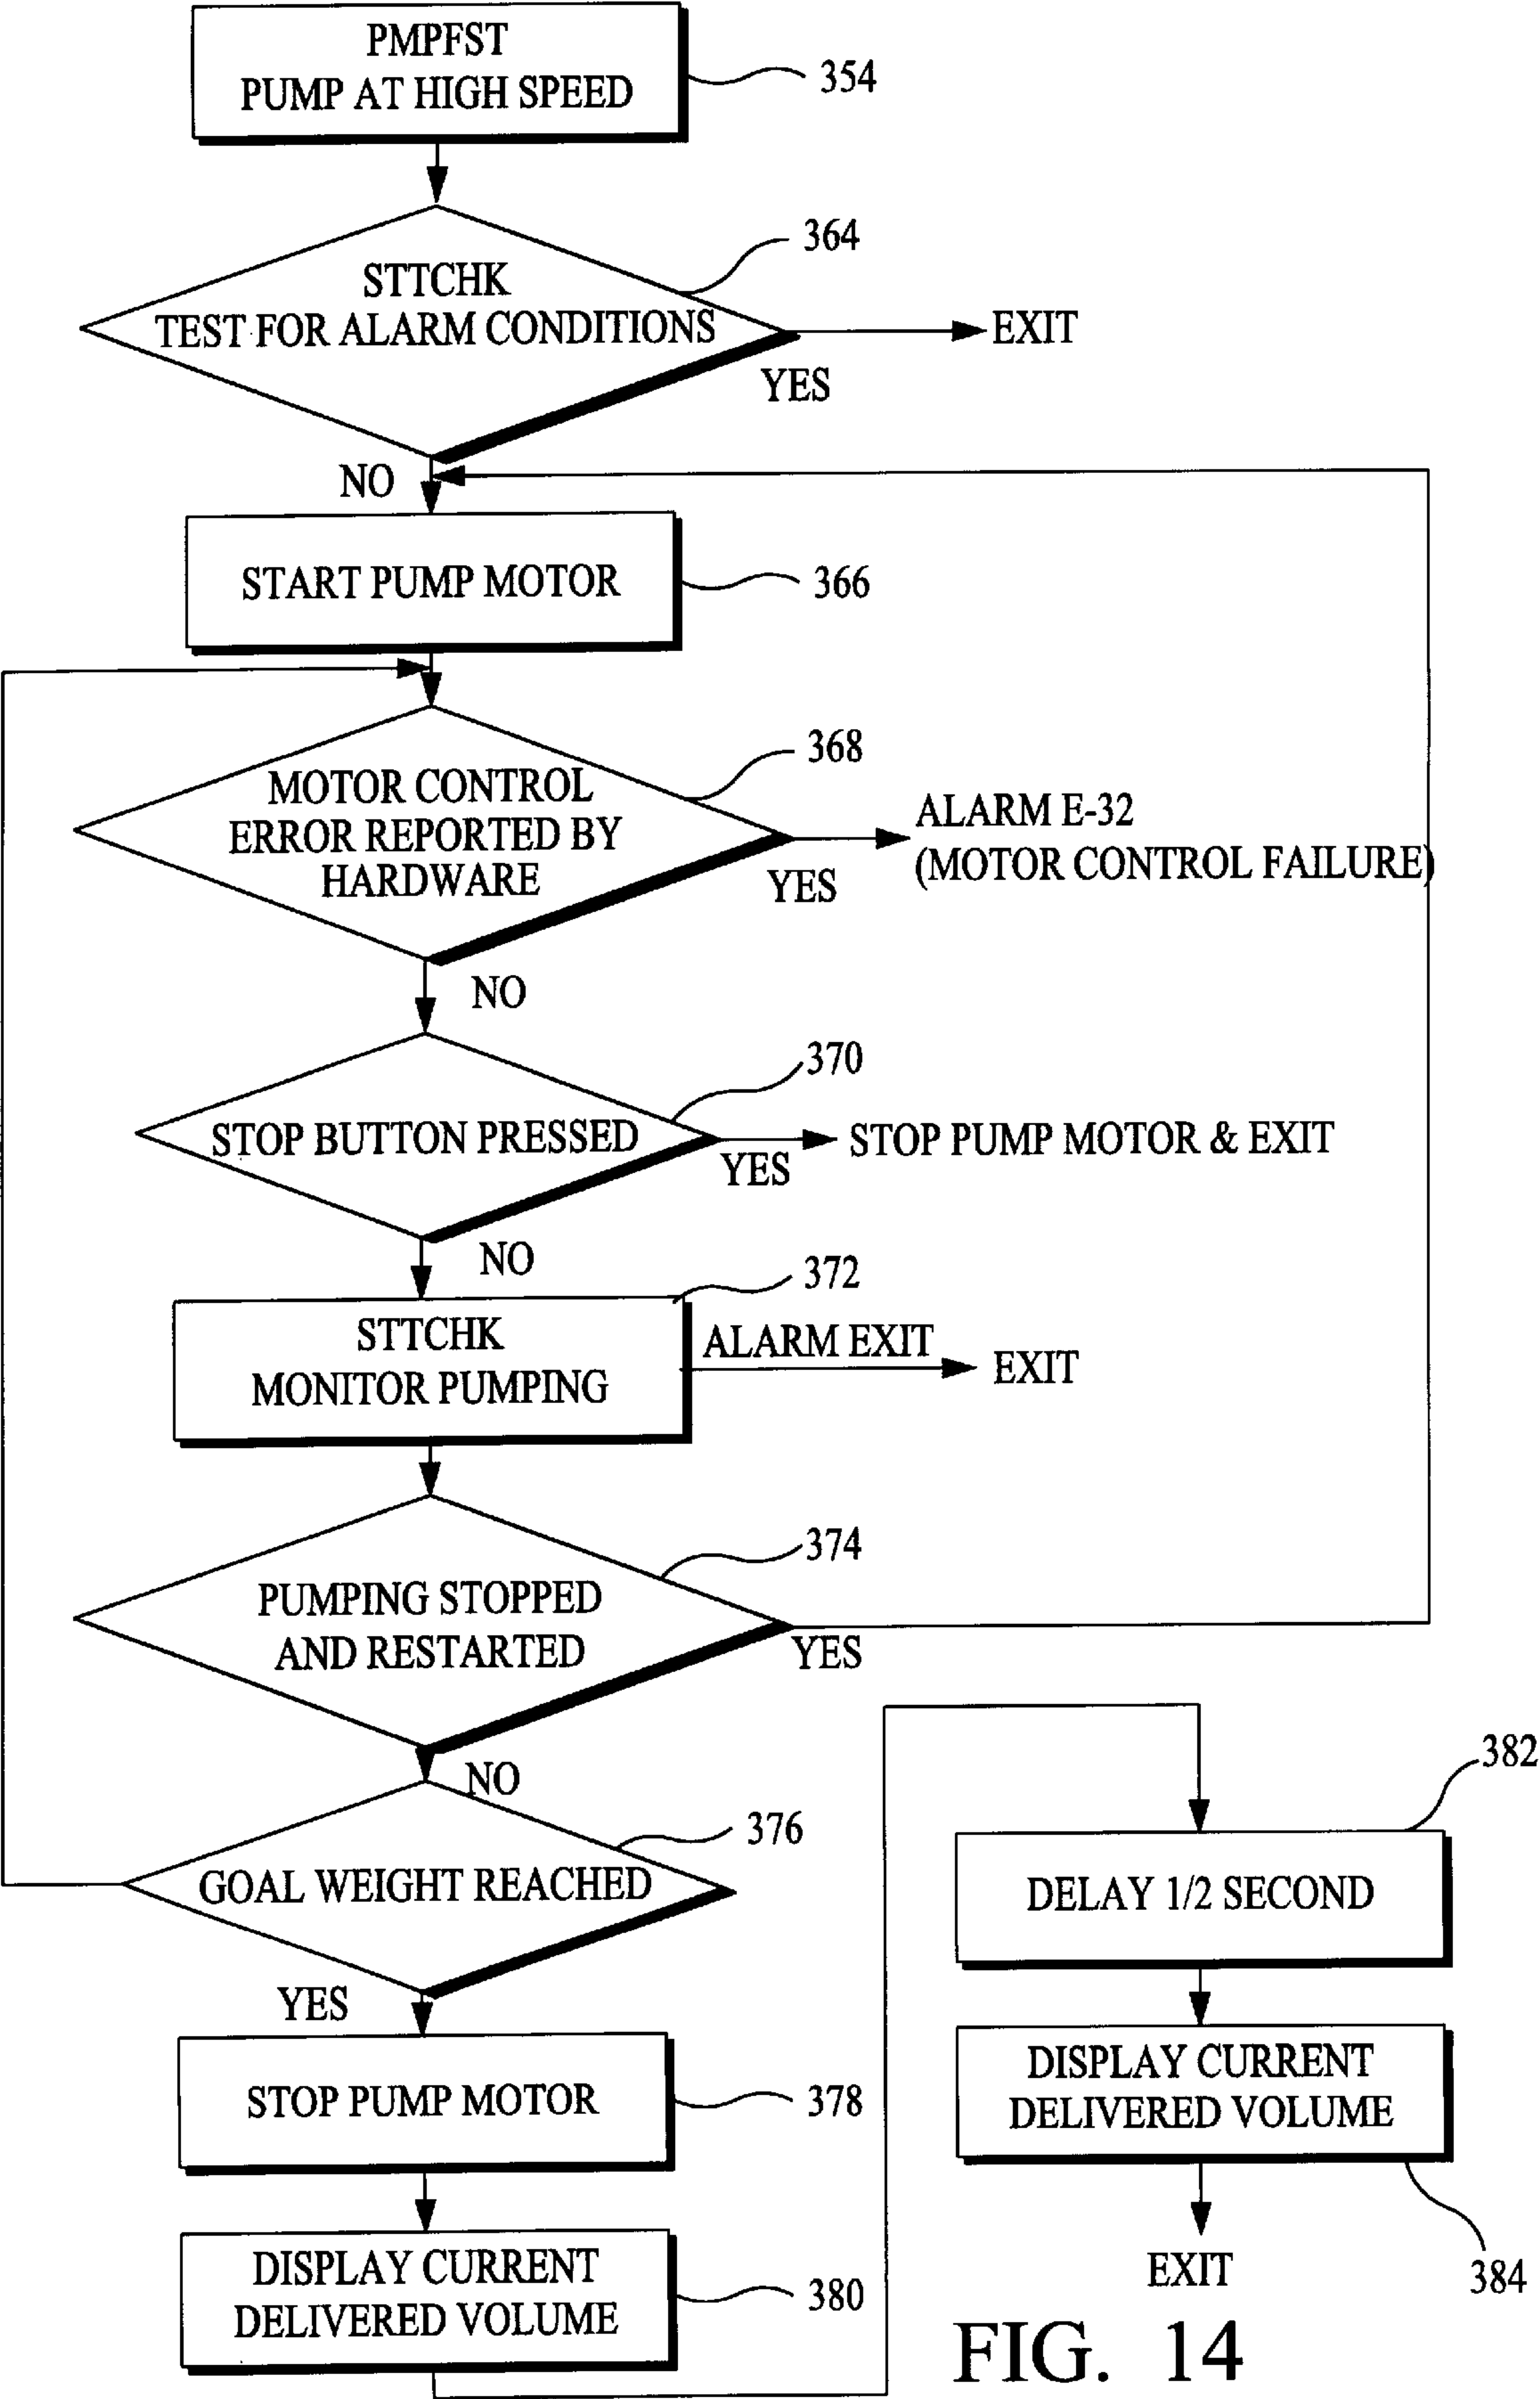 PMPFST
PUMP AT HIGH SPEED
354
364
STTCHK
TEST FOR ALARM CONDITIONS
EXIT
YES
NO
START PUMP MOTOR
366
368
MOTOR CONTROL
ERROR REPORTED BY
HARDWARE
ALARM E-32
(MOTOR CONTROL FAILURE)
YES
NO
370
STOP BUTTON PRESSED
STOP PUMP MOTOR & EXIT
YES
NO
372
STTCHK
MONITOR PUMPING
ALARM EXIT
EXIT
374
PUMPING STOPPED
AND RESTARTED
YES
NO
376
GOAL WEIGHT REACHED
YES
STOP PUMP MOTOR
378
DISPLAY CURRENT
DELIVERED VOLUME
380
382
DELAY 1/2 SECOND
DISPLAY CURRENT
DELIVERED VOLUME
384
EXIT
FIG. 14